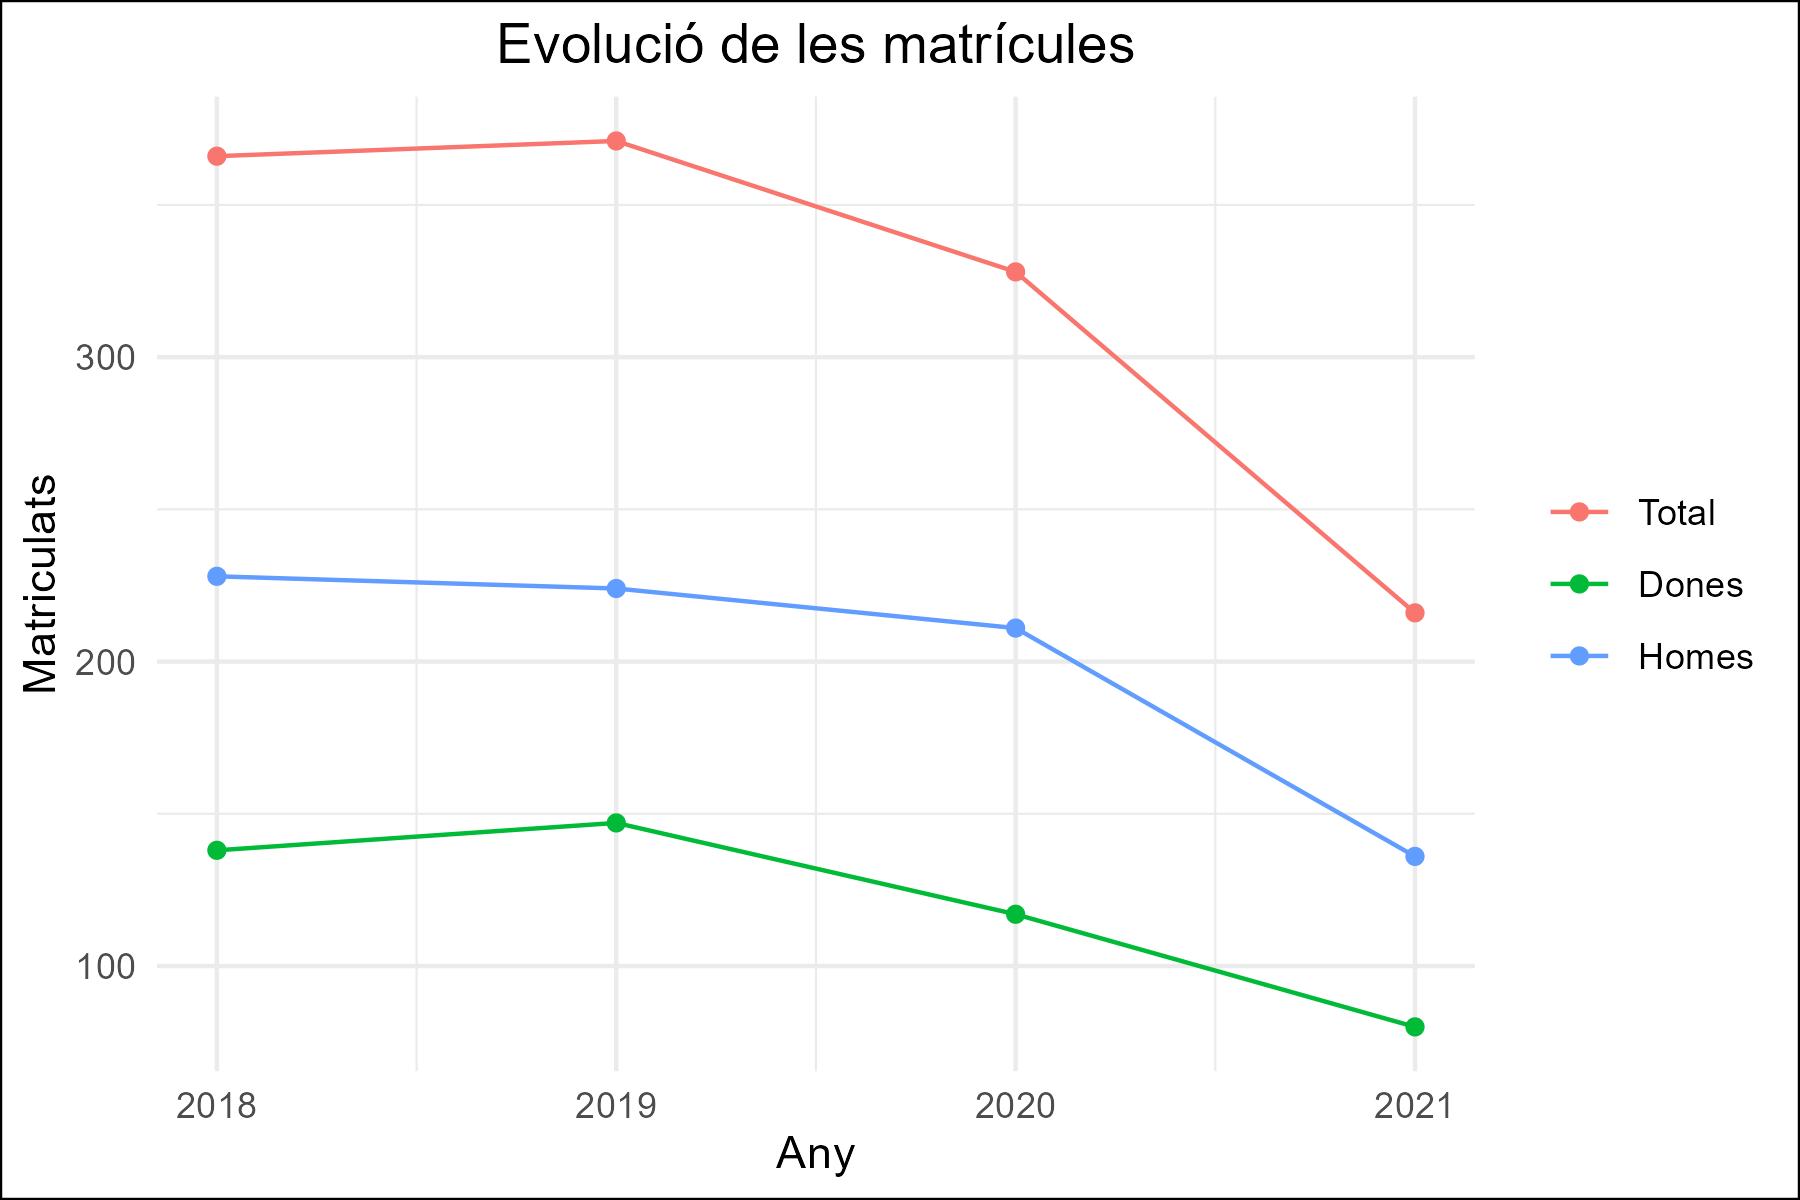 Evolució de les matrícules
Matriculats
300
200
100
2018
2019
2020
2021
Any
Total
Dones
Homes